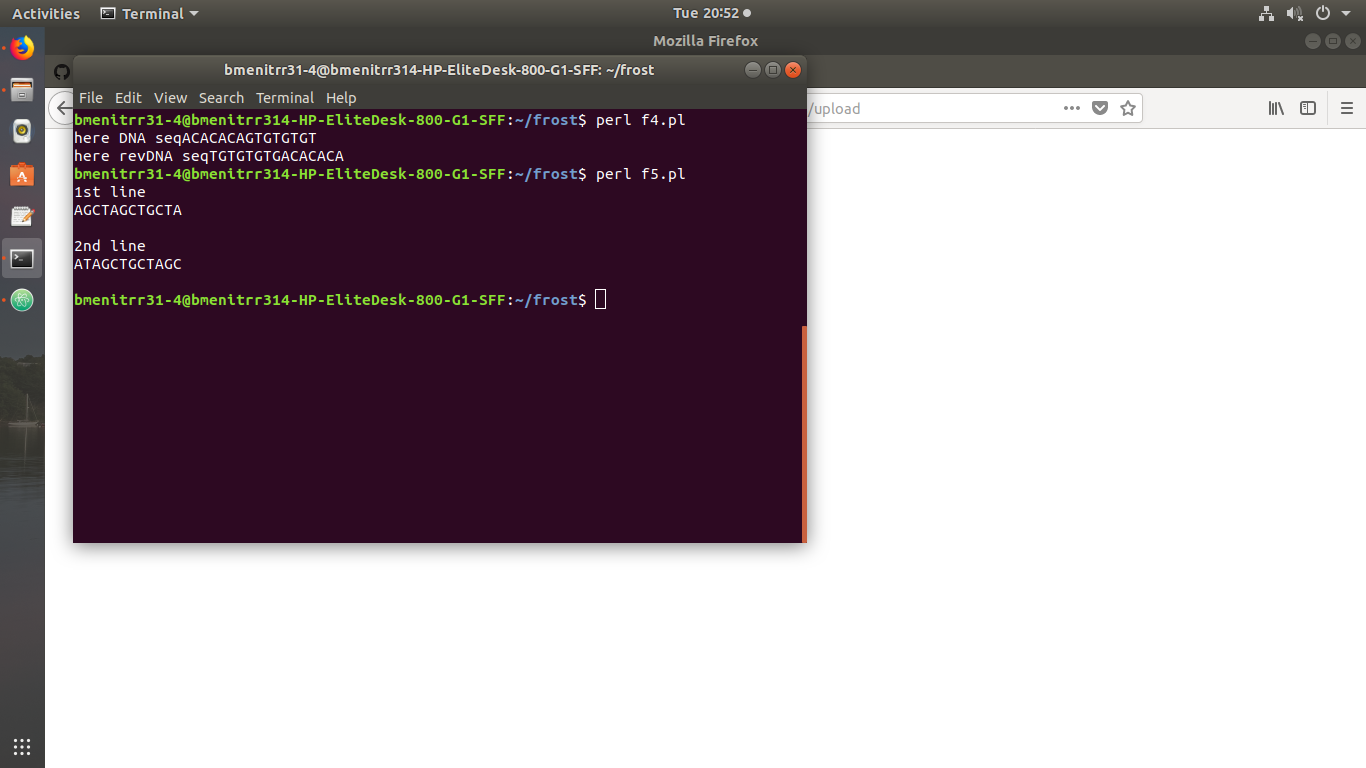 Activities Terminal Tue 20:52
Mozilla Firefox
bmenitrr31-4@bmenitrr314-HP-EliteDesk-800-G1-SFF: ~/frost
File Edit View Search Terminal Help
/upload
bmenitrr31-4@bmenitrr314-HP-EliteDesk-800-G1-SFF:~/frost$ perl f4.pl
here DNA seqACACACAGTGTGTGT
here revDNA seqTGTGTGTGACACACA
bmenitrr31-4@bmenitrr314-HP-EliteDesk-800-G1-SFF:~/frost$ perl f5.pl
1st line
AGCTAGCTGCTA
2nd line
ATAGCTGCTAGC
bmenitrr31-4@bmenitrr314-HP-EliteDesk-800-G1-SFF:~/frost$